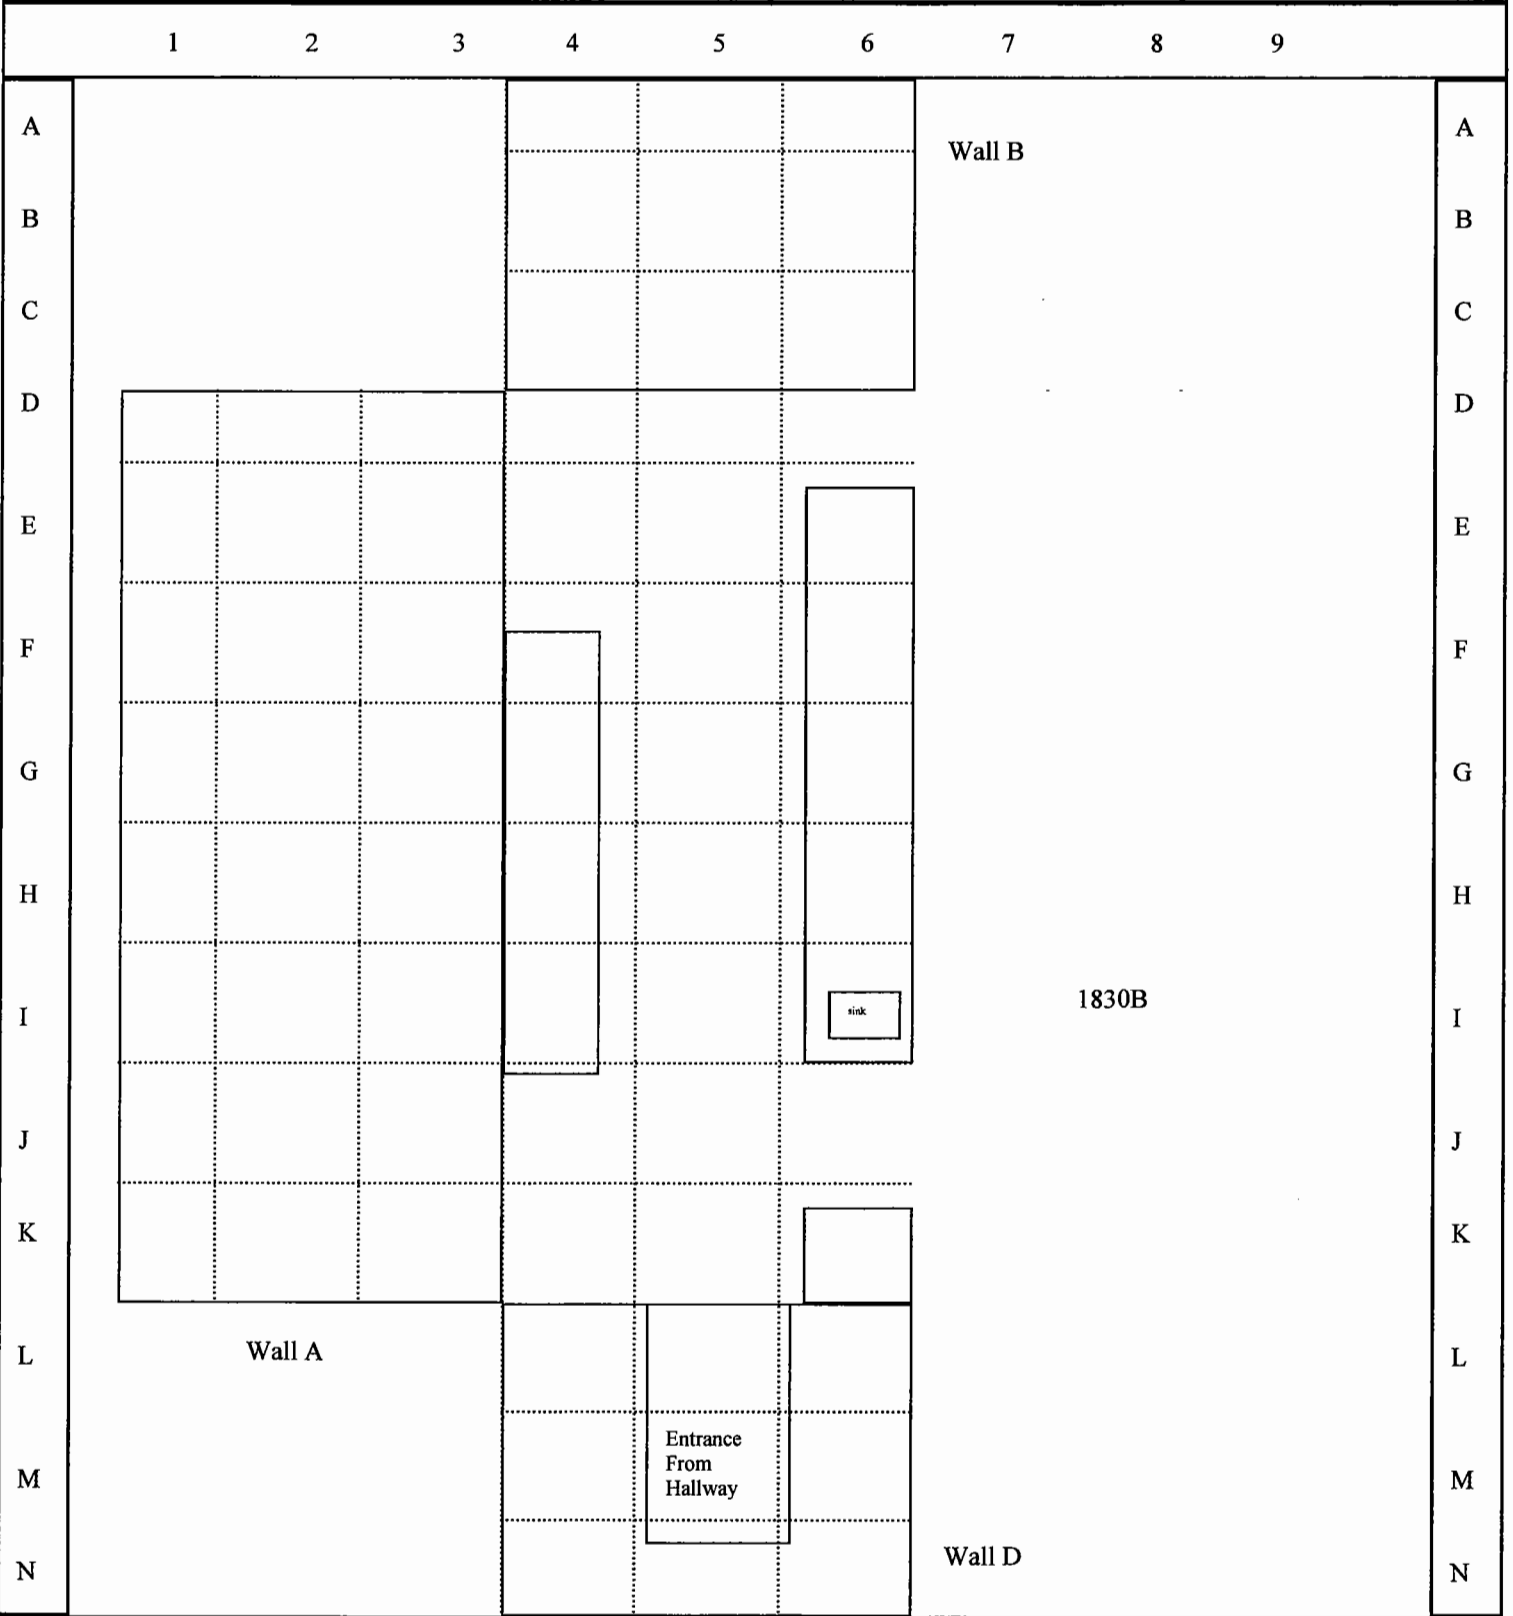 1 2 3 4 5 6 7 8 9
A A
Wall B
B B
C C
D D
E E
F F
G G
H H
1830B
I sink I
J J
K K
L Wall A L
Entrance
From
M Hallway M
Wall D
N N